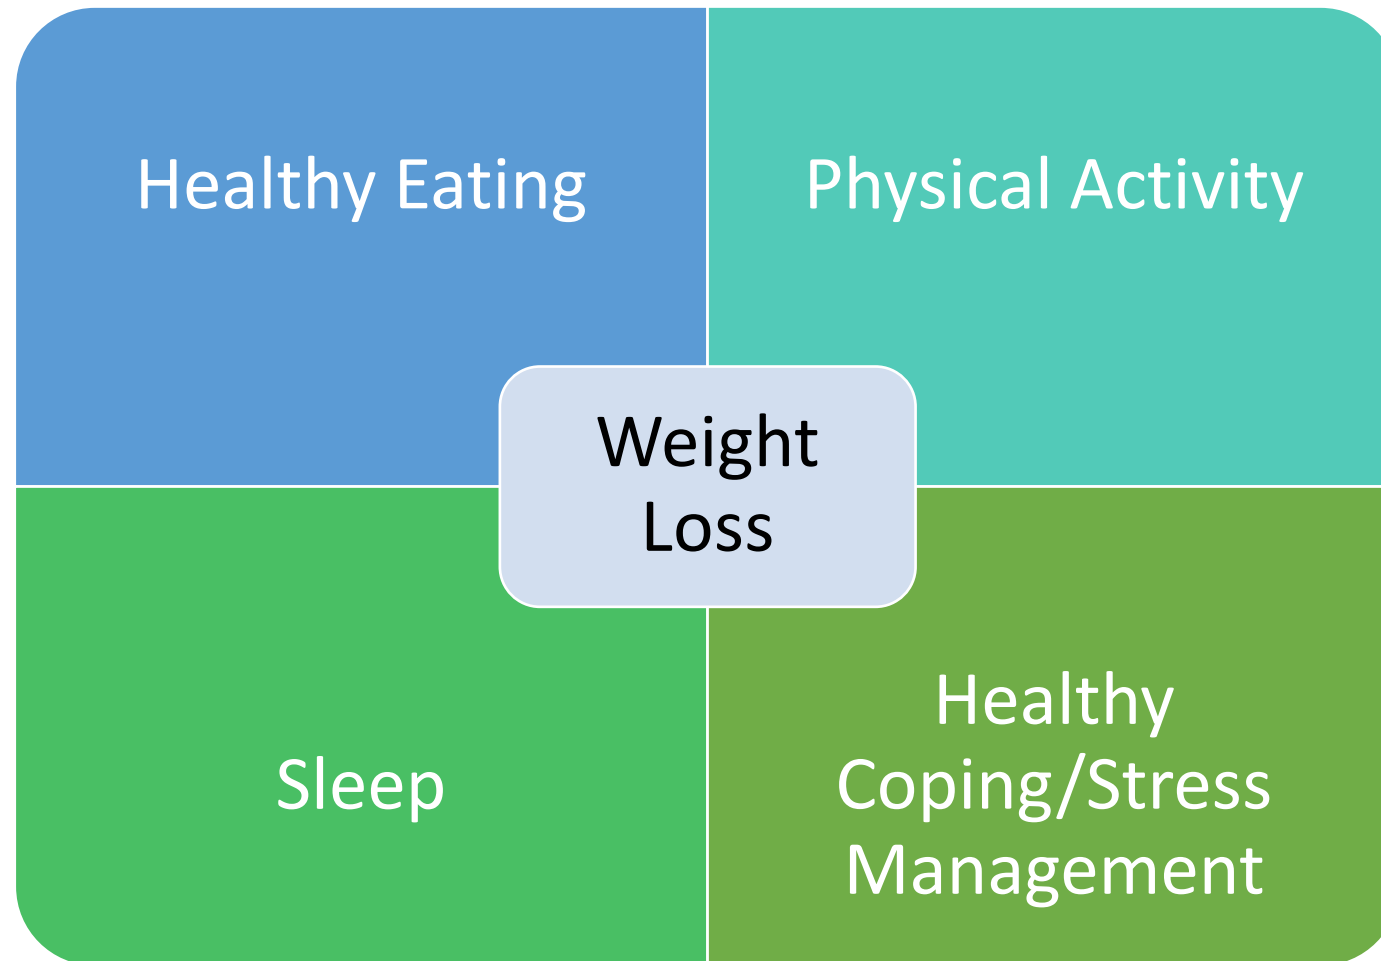 Healthy Eating
Physical Activity
Weight
Loss
Sleep
Healthy
Coping/Stress
Management